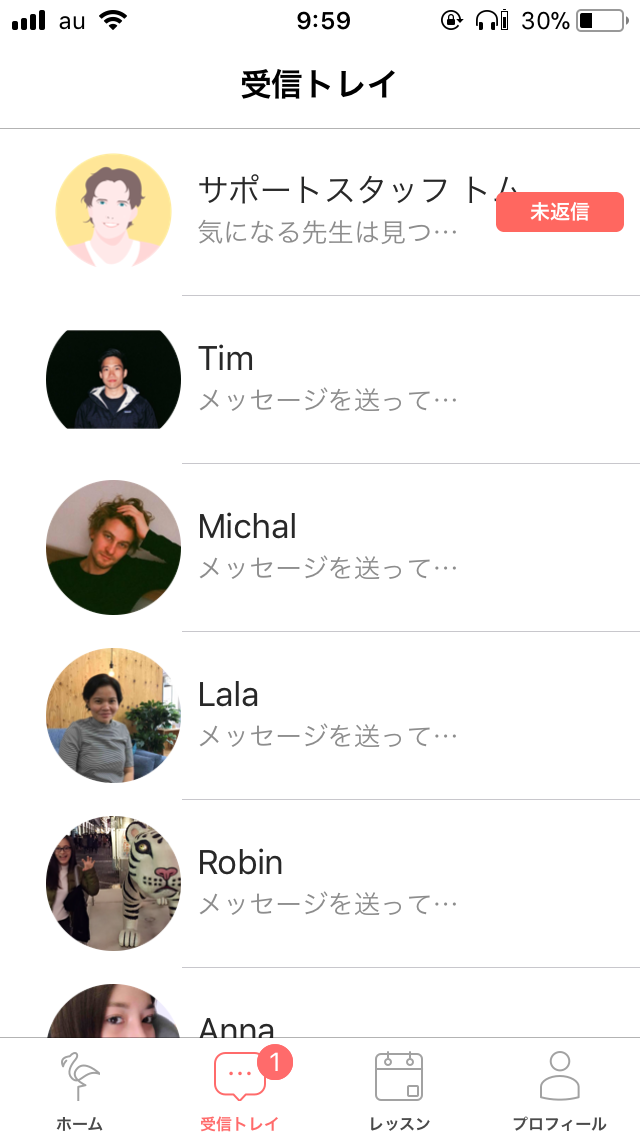 au 9:59 30%
受信トレイ
サポートスタッフ トム
気になる先生は見つ…
未返信
Tim
メッセージを送って…
Michal
メッセージを送って…
Lala
メッセージを送って…
Robin
メッセージを送って…
Anna
1
ホーム 受信トレイ レッスン プロフィール